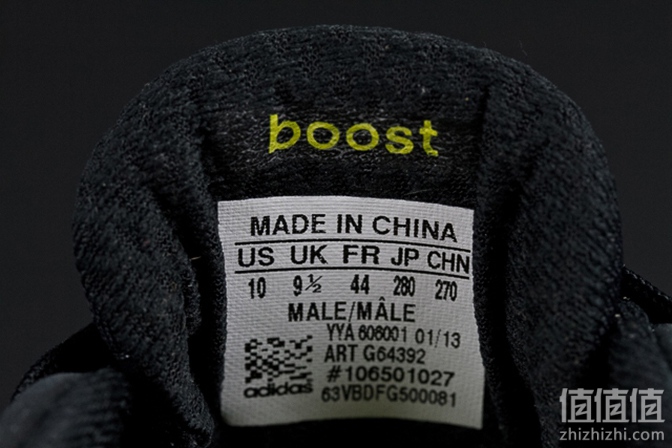 boost
MADE IN CHINA
US UK FR JP CHN
10 9½ 44 280 270
MALE/MÂLE
YYA 606001 01/13
ART G64392
#106501027
adidas 63VBDFG500081
值值值
zhizhizhi.com